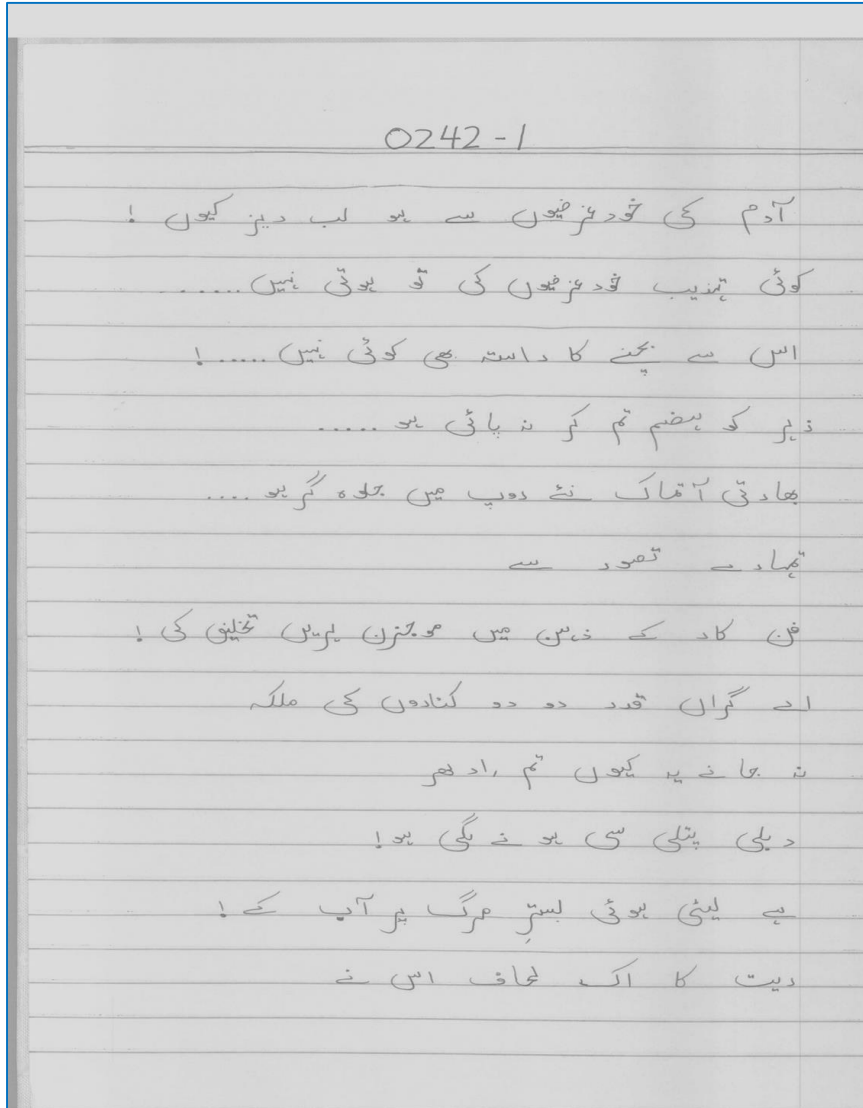 0242-1
آدم کی خودغرضیوں سے ہو لب ریز کیوں !
کوئی تہذیب خودغرضیوں کی تو ہوتی نہیں ......
اس سے بچنے کا راستہ بھی کوئی نہیں ..... !
زہر کو ہضم تم کر نہ پائی ہو .....
بھارتی آتماک نئے روپ میں جلوہ گر ہو ....
تمہارے تصور سے
فن کار کے ذہن میں موجزن لہریں تخلیق کی !
اے گراں قدر دو دو کناروں کی ملکہ
نہ جانے یہ کیوں تم ادھر
دبلی پتلی سی ہونے لگی ہو !
ہے لیٹی ہوئی بسترِ مرگ پر آپ کے !
ریت کا اک لحاف اس نے